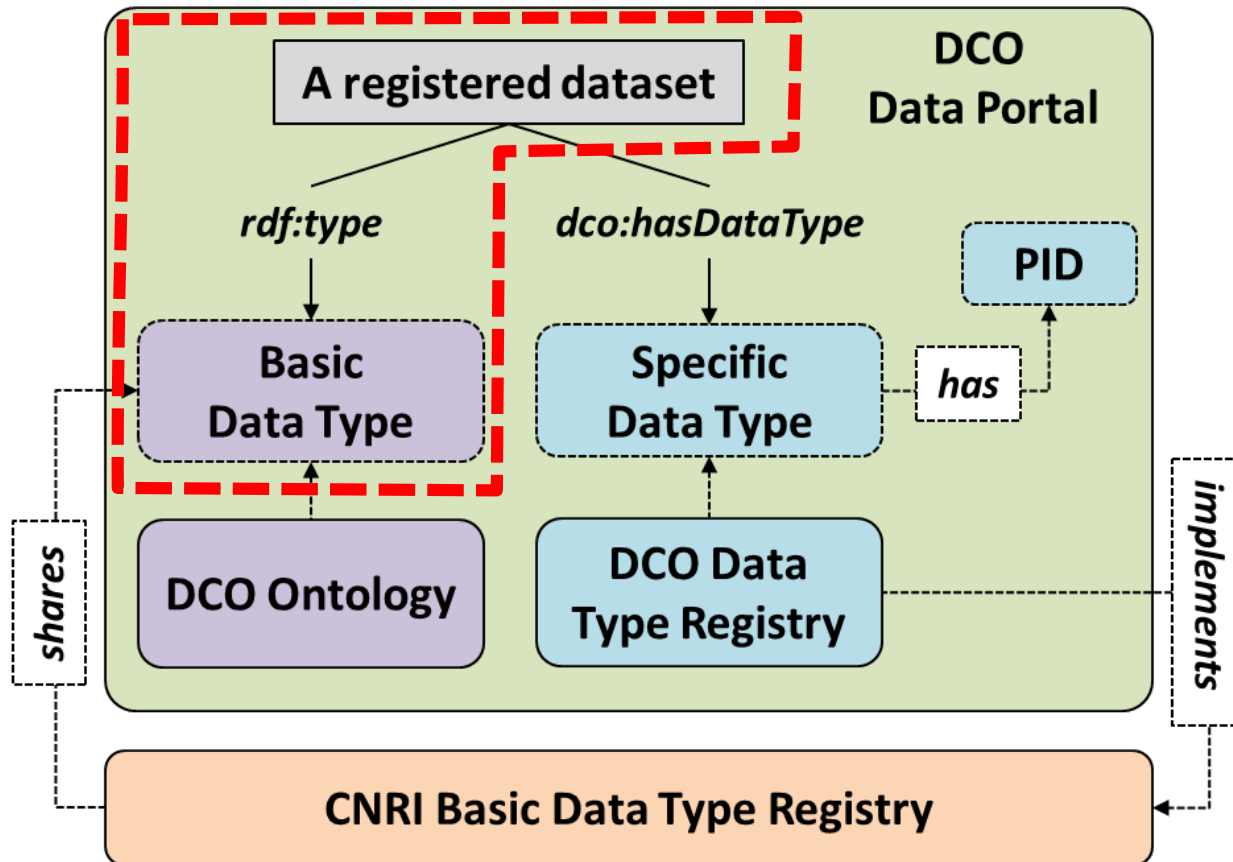 DCO
Data Portal
A registered dataset
rdf:type
dco:hasDataType
PID
Basic
Data Type
Specific
Data Type
has
shares
implements
DCO Ontology
DCO Data
Type Registry
CNRI Basic Data Type Registry